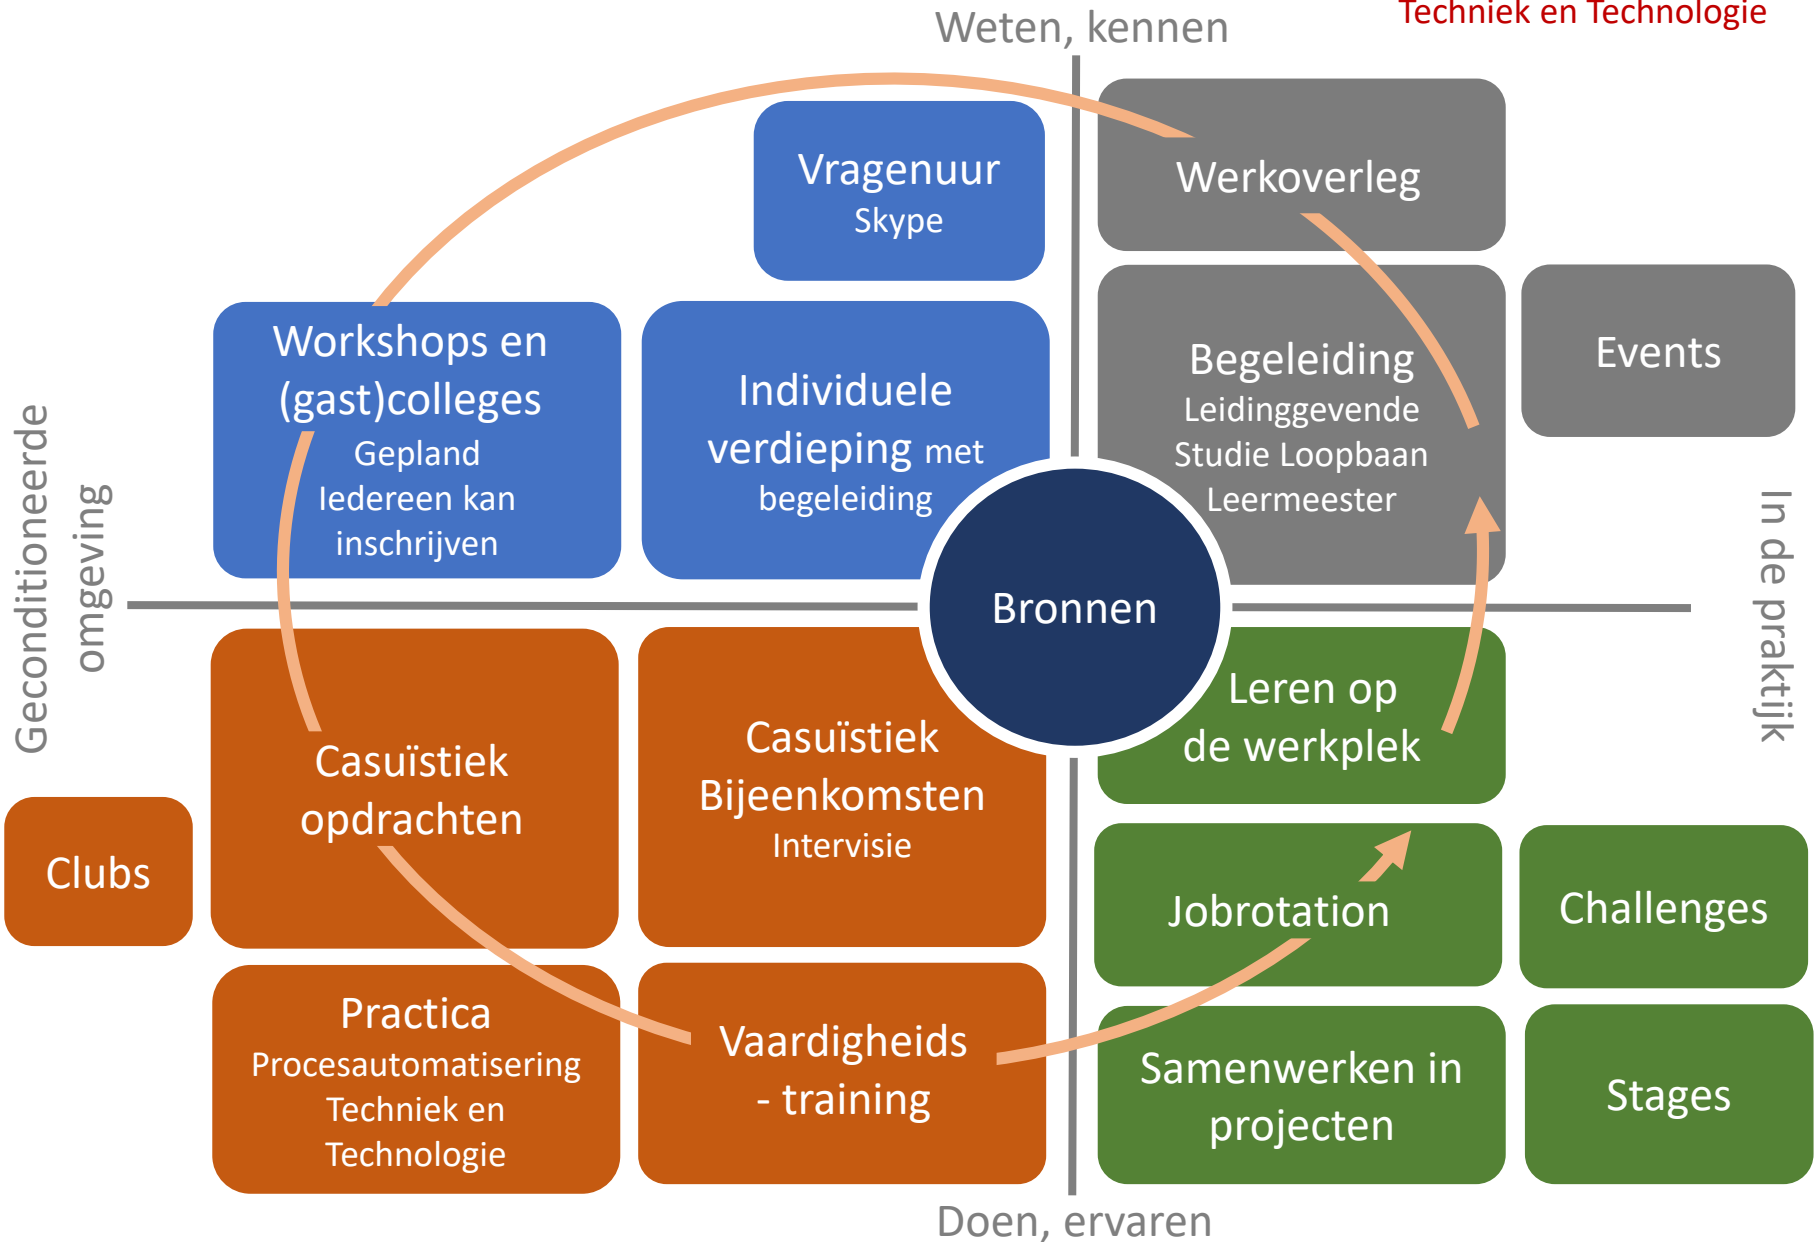 Techniek en Technologie
Weten, kennen
Vragenuur
Skype
Werkoverleg
Workshops en
(gast)colleges
Gepland
Iedereen kan
inschrijven
Individuele
verdieping met
begeleiding
Begeleiding
Leidinggevende
Studie Loopbaan
Leermeester
Events
Geconditioneerde
omgeving
Bronnen
In de praktijk
Clubs
Casuïstiek
opdrachten
Casuïstiek
Bijeenkomsten
Intervisie
Leren op
de werkplek
Jobrotation
Challenges
Practica
Procesautomatisering
Techniek en
Technologie
Vaardigheids
- training
Samenwerken in
projecten
Stages
Doen, ervaren